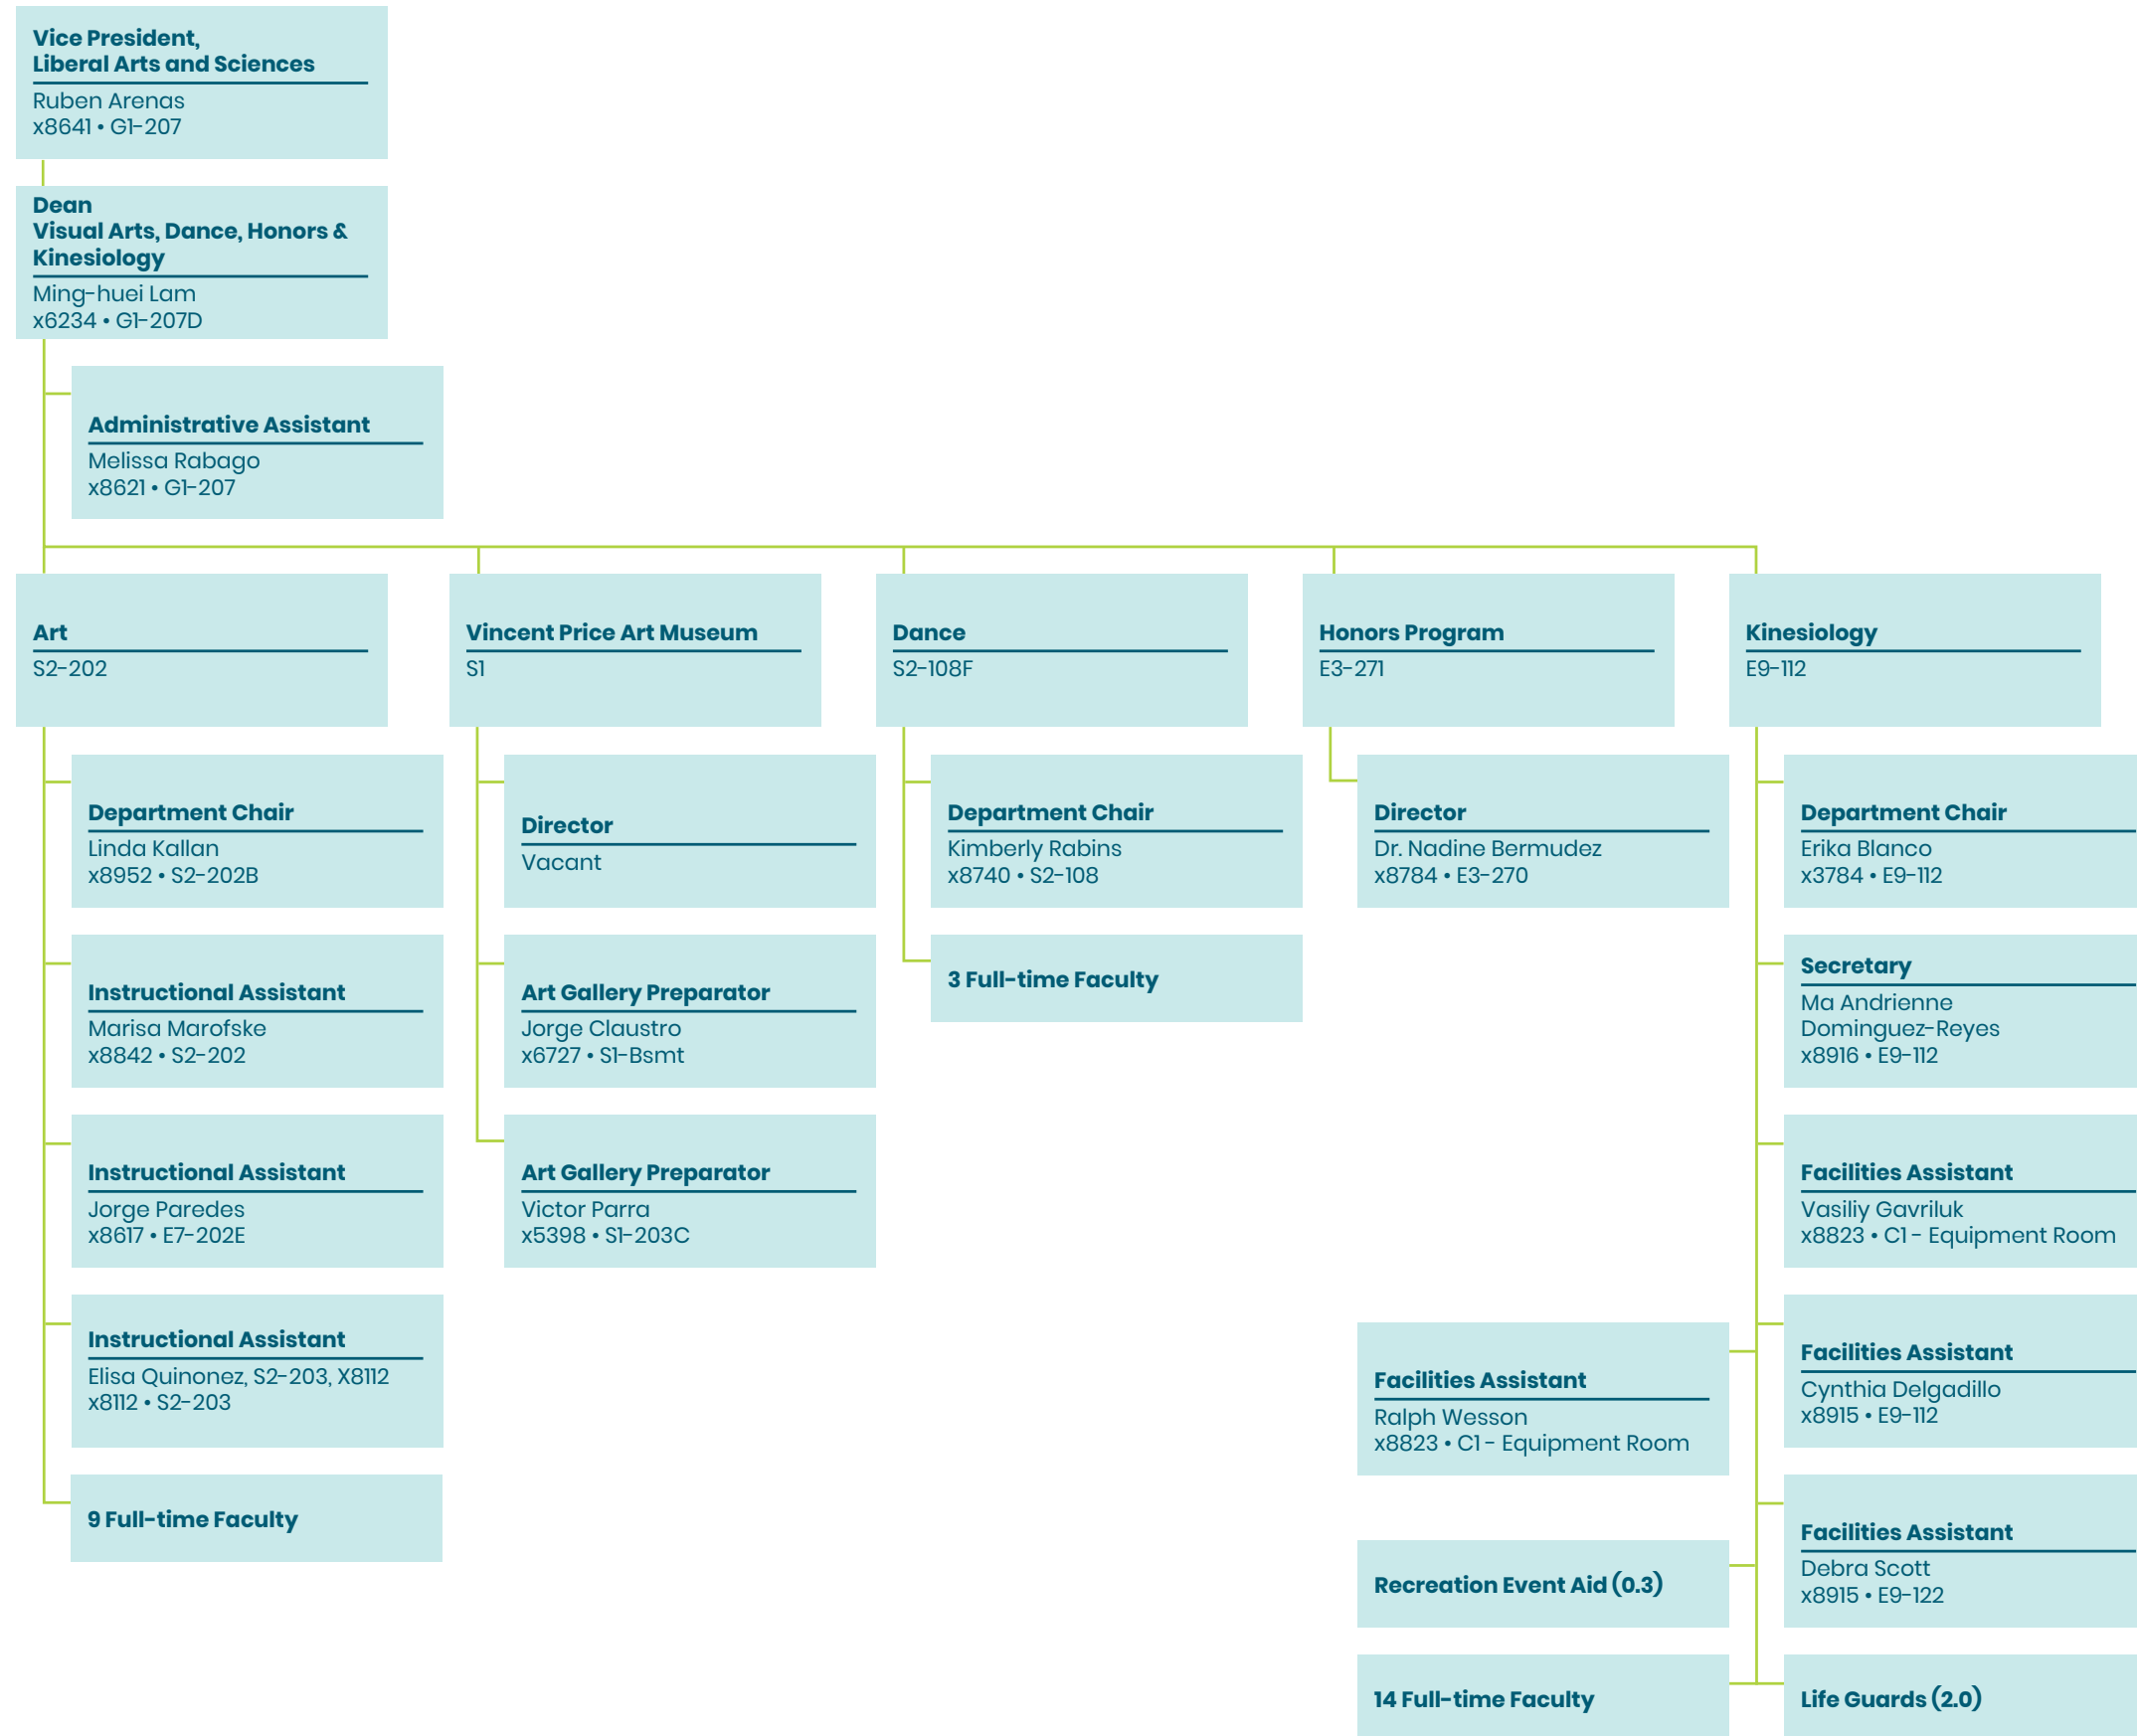 Vice President,
Liberal Arts and Sciences
Ruben Arenas
x8641 • G1-207
Dean
Visual Arts, Dance, Honors &
Kinesiology
Ming-huei Lam
x6234 • G1-207D
Administrative Assistant
Melissa Rabago
x8621 • G1-207
Art
S2-202
Department Chair
Linda Kallan
x8952 • S2-202B
Instructional Assistant
Marisa Marofske
x8842 • S2-202
Instructional Assistant
Jorge Paredes
x8617 • E7-202E
Instructional Assistant
Elisa Quinonez, S2-203, X8112
x8112 • S2-203
9 Full-time Faculty
Vincent Price Art Museum
S1
Director
Vacant
Art Gallery Preparator
Jorge Claustro
x6727 • S1-Bsmt
Art Gallery Preparator
Victor Parra
x5398 • S1-203C
Dance
S2-108F
Department Chair
Kimberly Rabins
x8740 • S2-108
3 Full-time Faculty
Honors Program
E3-271
Director
Dr. Nadine Bermudez
x8784 • E3-270
Kinesiology
E9-112
Department Chair
Erika Blanco
x3784 • E9-112
Secretary
Ma Andrienne
Dominguez-Reyes
x8916 • E9-112
Facilities Assistant
Vasiliy Gavriluk
x8823 • C1 - Equipment Room
Facilities Assistant
Cynthia Delgadillo
x8915 • E9-112
Facilities Assistant
Ralph Wesson
x8823 • C1 - Equipment Room
Facilities Assistant
Debra Scott
x8915 • E9-122
Recreation Event Aid (0.3)
14 Full-time Faculty
Life Guards (2.0)